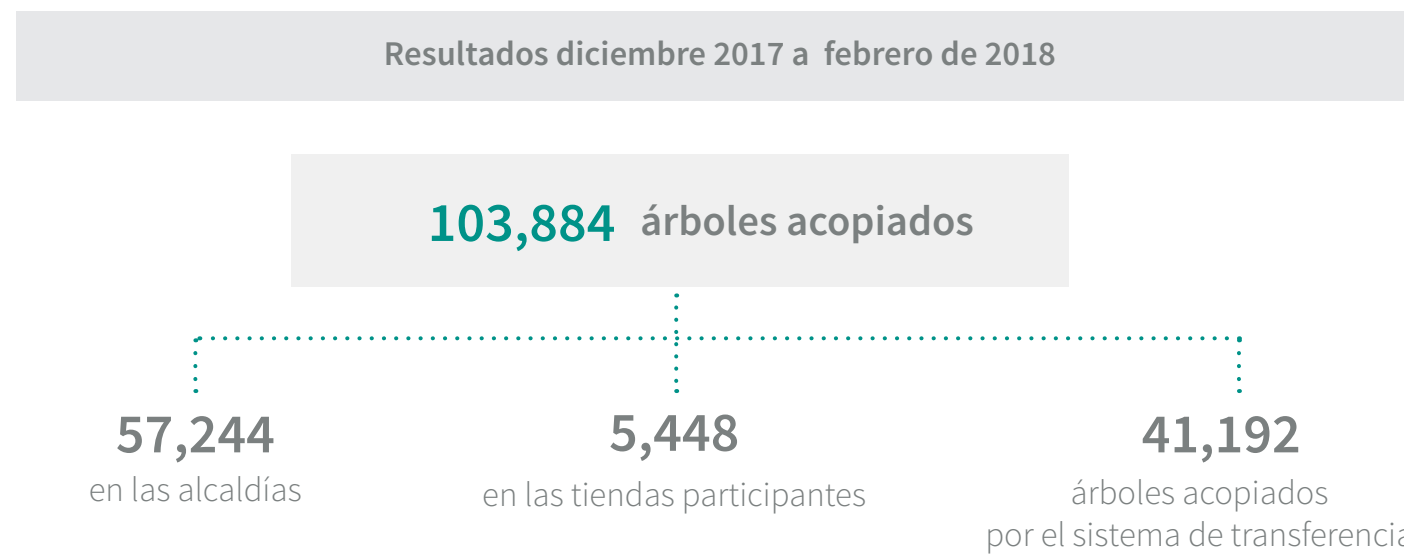 Resultados diciembre 2017 a febrero de 2018
103,884 árboles acopiados
57,244
en las alcaldías
5,448
en las tiendas participantes
41,192
árboles acopiados
por el sistema de transferencia